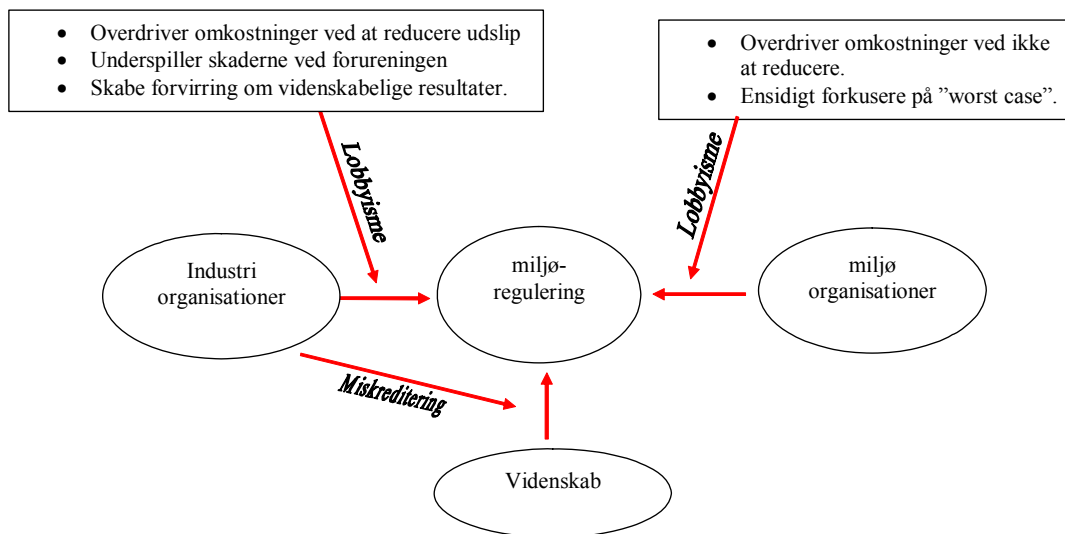 • Overdriver omkostninger ved at reducere udslip
• Underspiller skaderne ved forureningen
• Skabe forvirring om videnskabelige resultater.
• Overdriver omkostninger ved ikke
at reducere.
• Ensidigt forkusere på ”worst case”.
Lobbyisme
Lobbyisme
Industri
organisationer
miljø-
regulering
miljø
organisationer
Miskreditering
Videnskab